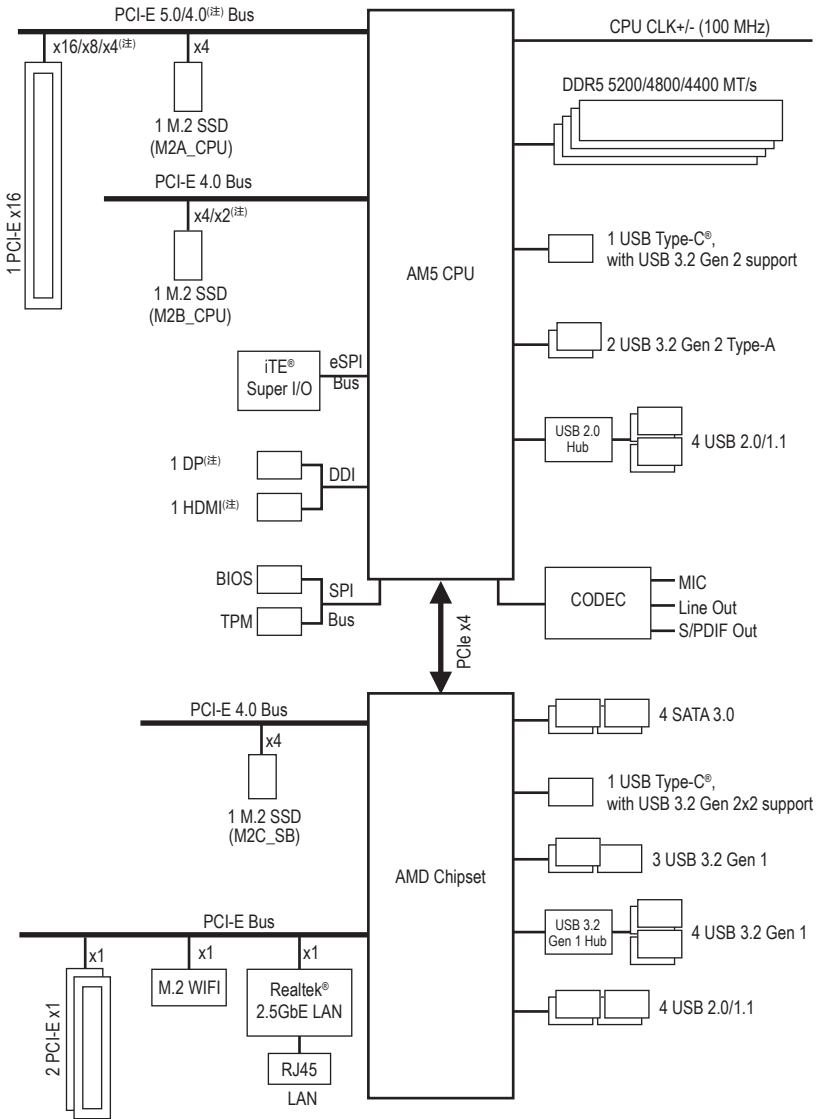 PCI-E 5.0/4.0(注) Bus
x16/x8/x4(注)
x4
1 M.2 SSD
(M2A_CPU)
1 PCI-E x16
PCI-E 4.0 Bus
x4/x2(注)
1 M.2 SSD
(M2B_CPU)
iTE®
Super I/O
eSPI
Bus
1 DP(注)
1 HDMI(注)
DDI
BIOS
TPM
SPI
Bus
AM5 CPU
CPU CLK+/- (100 MHz)
DDR5 5200/4800/4400 MT/s
1 USB Type-C®,
with USB 3.2 Gen 2 support
2 USB 3.2 Gen 2 Type-A
USB 2.0
Hub
4 USB 2.0/1.1
CODEC
MIC
Line Out
S/PDIF Out
PCIe x4
PCI-E 4.0 Bus
x4
1 M.2 SSD
(M2C_SB)
PCI-E Bus
x1
x1
x1
2 PCI-E x1
M.2 WIFI
Realtek®
2.5GbE LAN
RJ45
LAN
AMD Chipset
4 SATA 3.0
1 USB Type-C®,
with USB 3.2 Gen 2x2 support
3 USB 3.2 Gen 1
USB 3.2
Gen 1 Hub
4 USB 3.2 Gen 1
4 USB 2.0/1.1